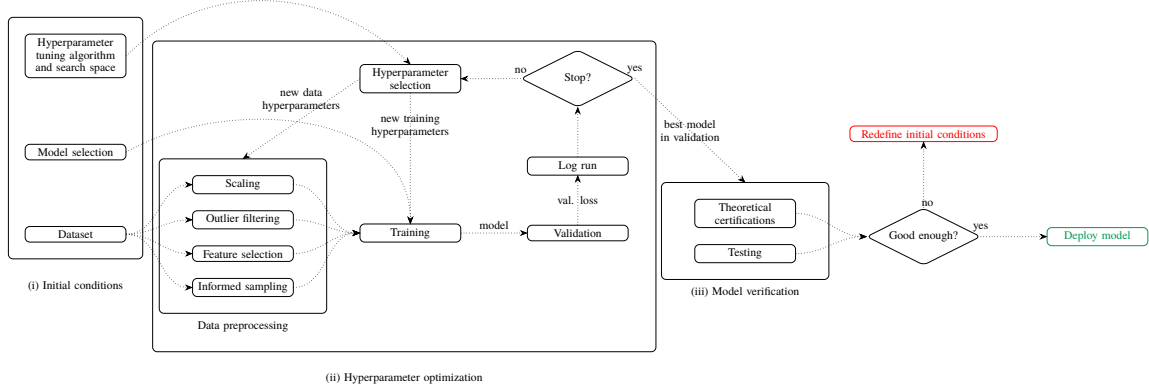 Hyperparameter
tuning algorithm
and search space
Model selection
Dataset
(i) Initial conditions
Hyperparameter
selection
no
Stop?
yes
new data
hyperparameters
new training
hyperparameters
Scaling
Outlier filtering
Feature selection
Informed sampling
Data preprocessing
Training
model
Validation
val. loss
Log run
(ii) Hyperparameter optimization
best model
in validation
Theoretical
certifications
Testing
(iii) Model verification
Good enough?
no
yes
Redefine initial conditions
Deploy model